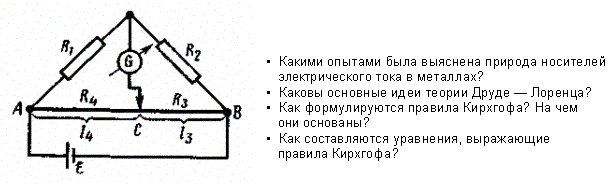 R1
G
R2
A
R4
R3
B
l4
C
l3
ε
• Какими опытами была выяснена природа носителей
электрического тока в металлах?
• Каковы основные идеи теории Друде — Лоренца?
• Как формулируются правила Кирхгофа? На чем
они основаны?
• Как составляются уравнения, выражающие
правила Кирхгофа?